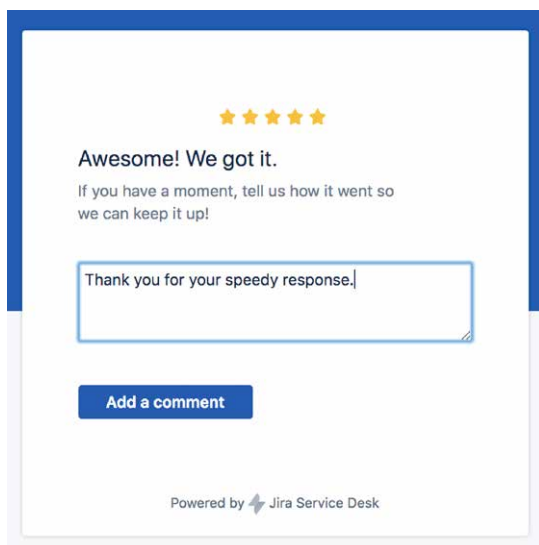 Awesome! We got it.
If you have a moment, tell us how it went so
we can keep it up!
Thank you for your speedy response.
Add a comment
Powered by Jira Service Desk